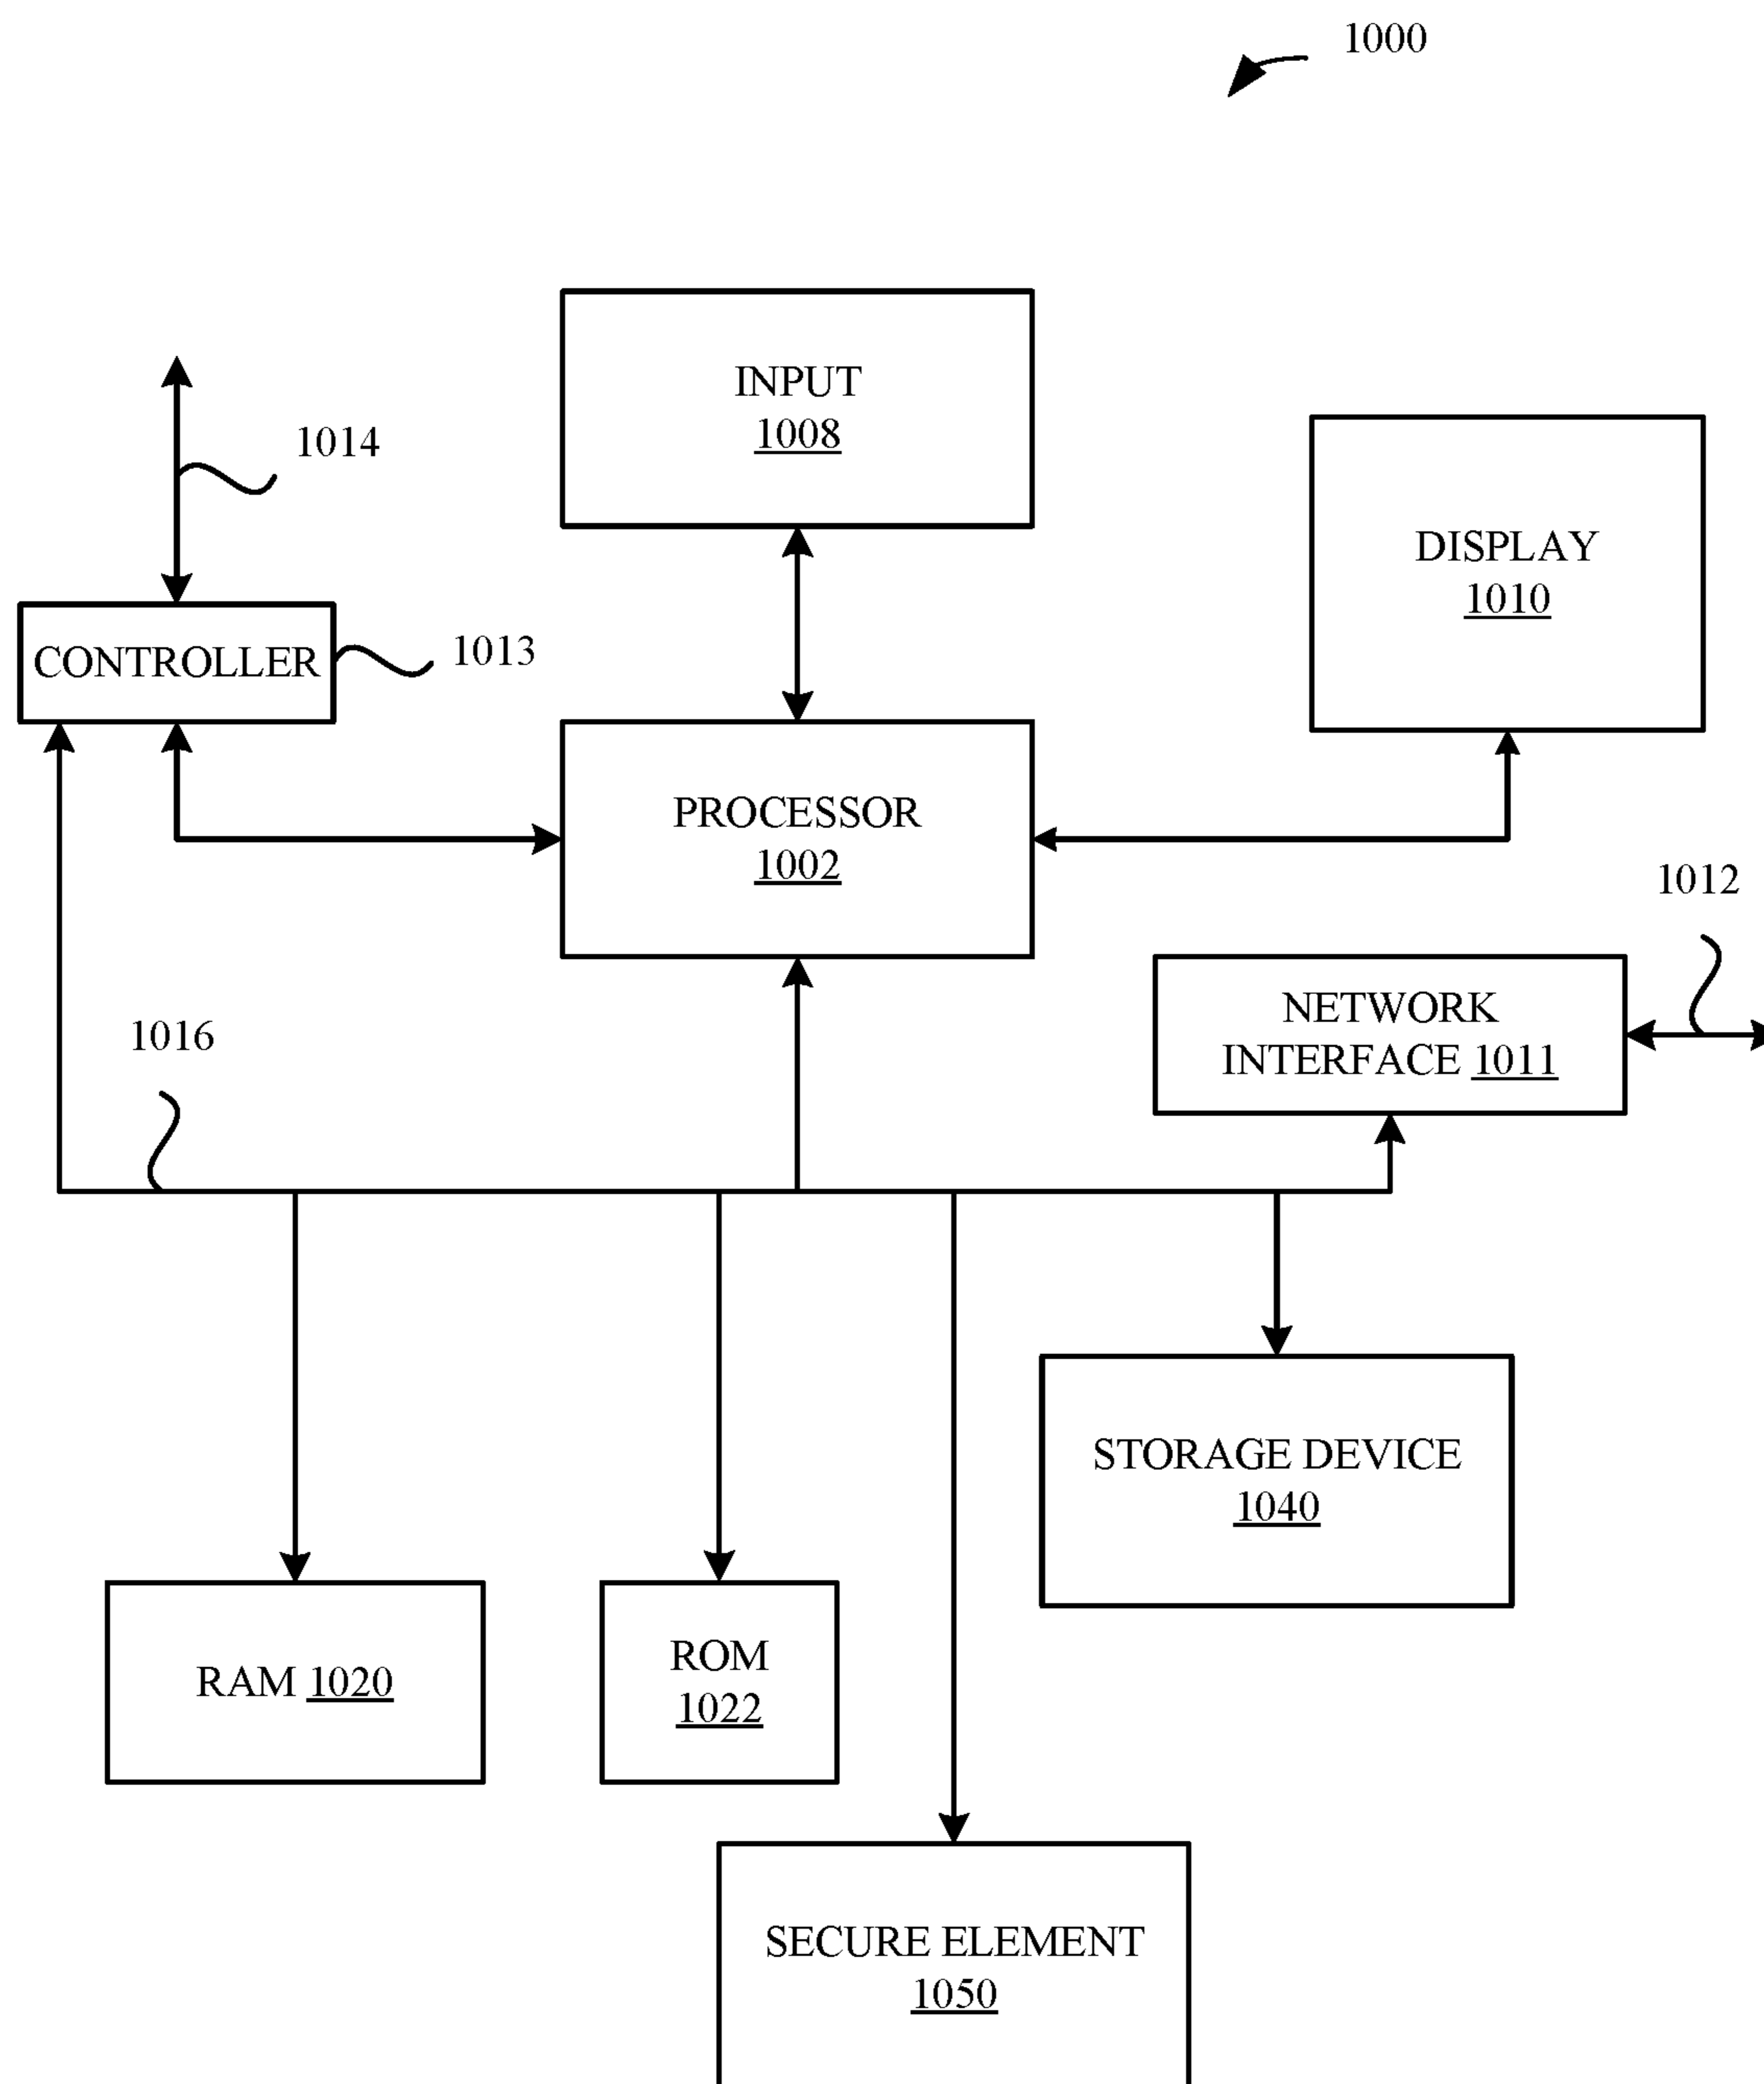 1000
INPUT
1008
1014
DISPLAY
1010
CONTROLLER
1013
PROCESSOR
1002
1012
NETWORK
INTERFACE 1011
1016
STORAGE DEVICE
1040
RAM 1020
ROM
1022
SECURE ELEMENT
1050